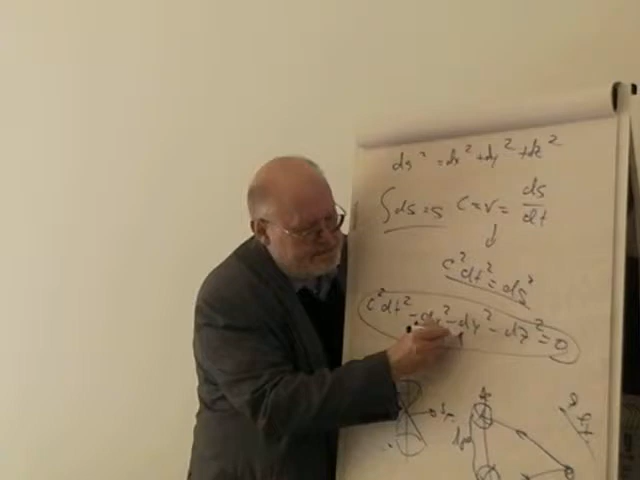 ds² = dx² + dy² + dz²
∫ds = s c = v = ds/dt
↓
c²dt² = ds²
c²dt² - dx² - dy² - dz² = 0